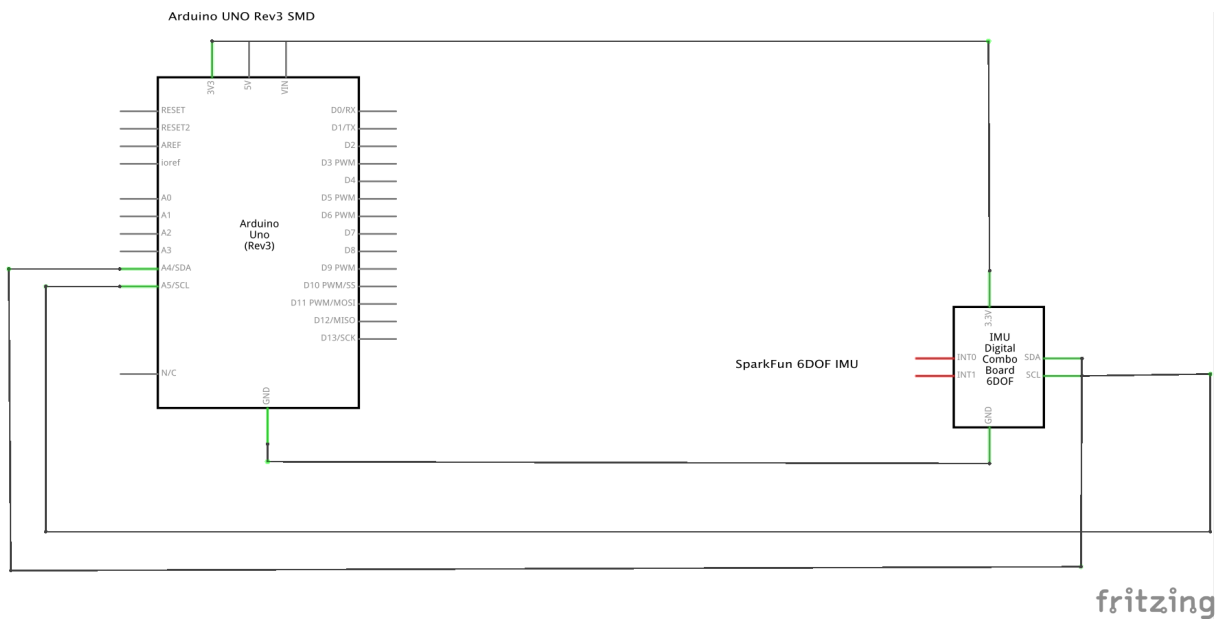 Arduino UNO Rev3 SMD
3V3
5V
VIN
RESET
RESET2
AREF
ioref
A0
A1
A2
A3
A4/SDA
A5/SCL
N/C
Arduino
Uno
(Rev3)
D0/RX
D1/TX
D2
D3 PWM
D4
D5 PWM
D6 PWM
D7
D8
D9 PWM
D10 PWM/SS
D11 PWM/MOSI
D12/MISO
D13/SCK
GND
SparkFun 6DOF IMU
3.3V
IMU
Digital
Combo
Board
6DOF
INT0
INT1
SDA
SCL
GND
fritzing